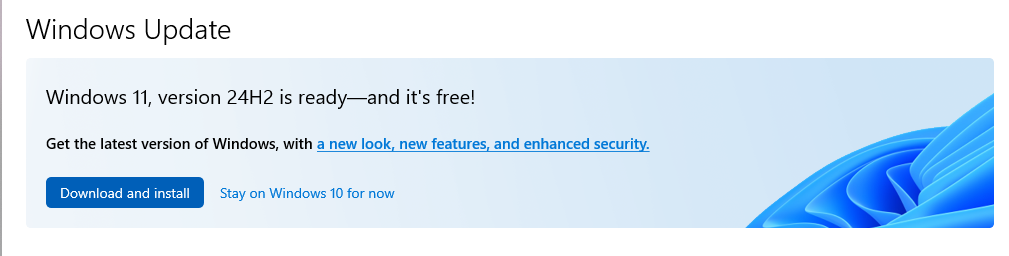 Windows Update
Windows 11, version 24H2 is ready—and it's free!
Get the latest version of Windows, with a new look, new features, and enhanced security.
Download and install
Stay on Windows 10 for now